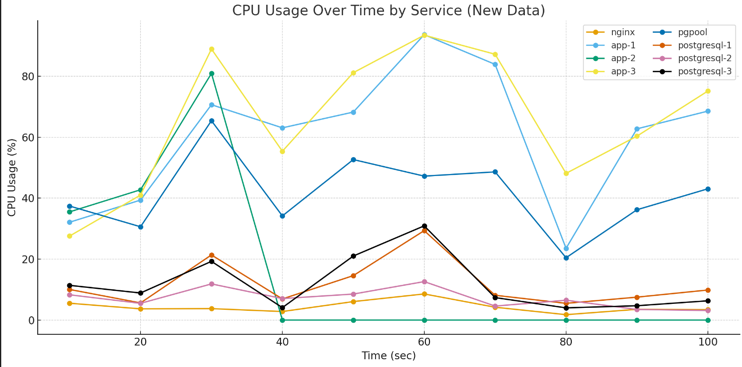 CPU Usage Over Time by Service (New Data)
nginx
app-1
app-2
app-3
pgpool
postgresql-1
postgresql-2
postgresql-3
CPU Usage (%)
80
60
40
20
0
20
40
60
80
100
Time (sec)